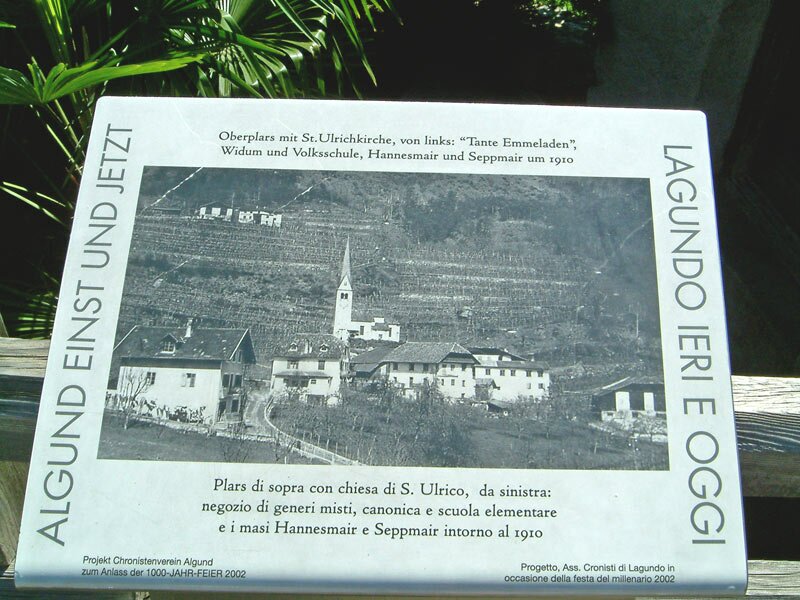 Oberplars mit St.Ulrichkirche, von links: "Tante Emmeladen",
Widum und Volksschule, Hannesmair und Seppmair um 1910
ALGUND EINST UND JETZT
LAGUNDO IERI E OGGI
Plars di sopra con chiesa di S. Ulrico, da sinistra:
negozio di generi misti, canonica e scuola elementare
e i masi Hannesmair e Seppmair intorno al 1910
Projekt Chronistenverein Algund
zum Anlass der 1000-JAHR-FEIER 2002
Progetto, Ass. Cronisti di Lagundo in
occasione della festa del millenario 2002